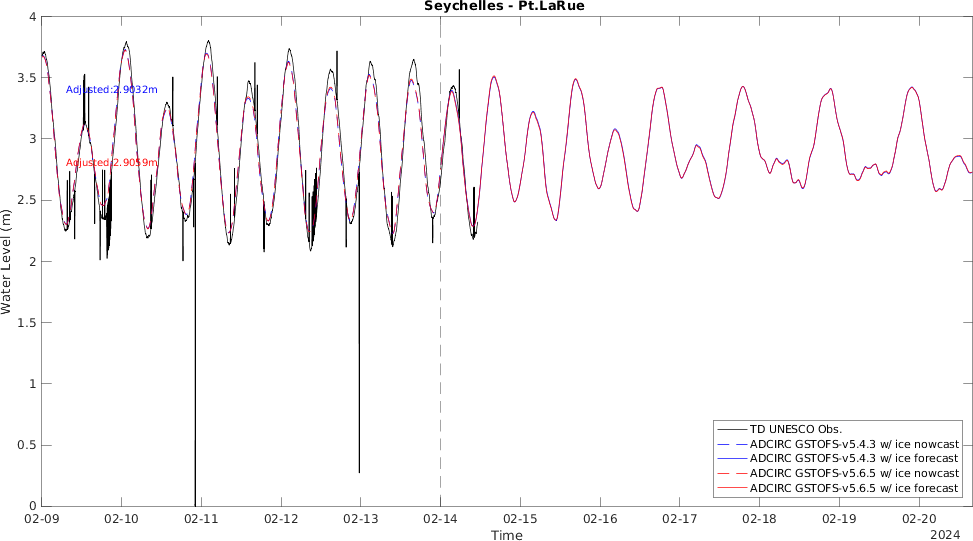 Seychelles - Pt.LaRue
4
3.5
3
2.5
2
1.5
1
0.5
0
Water Level (m)
Adjusted:2.9032m
Adjusted:2.9059m
TD UNESCO Obs.
ADCIRC GSTOFS-v5.4.3 w/ ice nowcast
ADCIRC GSTOFS-v5.4.3 w/ ice forecast
ADCIRC GSTOFS-v5.6.5 w/ ice nowcast
ADCIRC GSTOFS-v5.6.5 w/ ice forecast
02-09 02-10 02-11 02-12 02-13 02-14 02-15 02-16 02-17 02-18 02-19 02-20
Time
2024